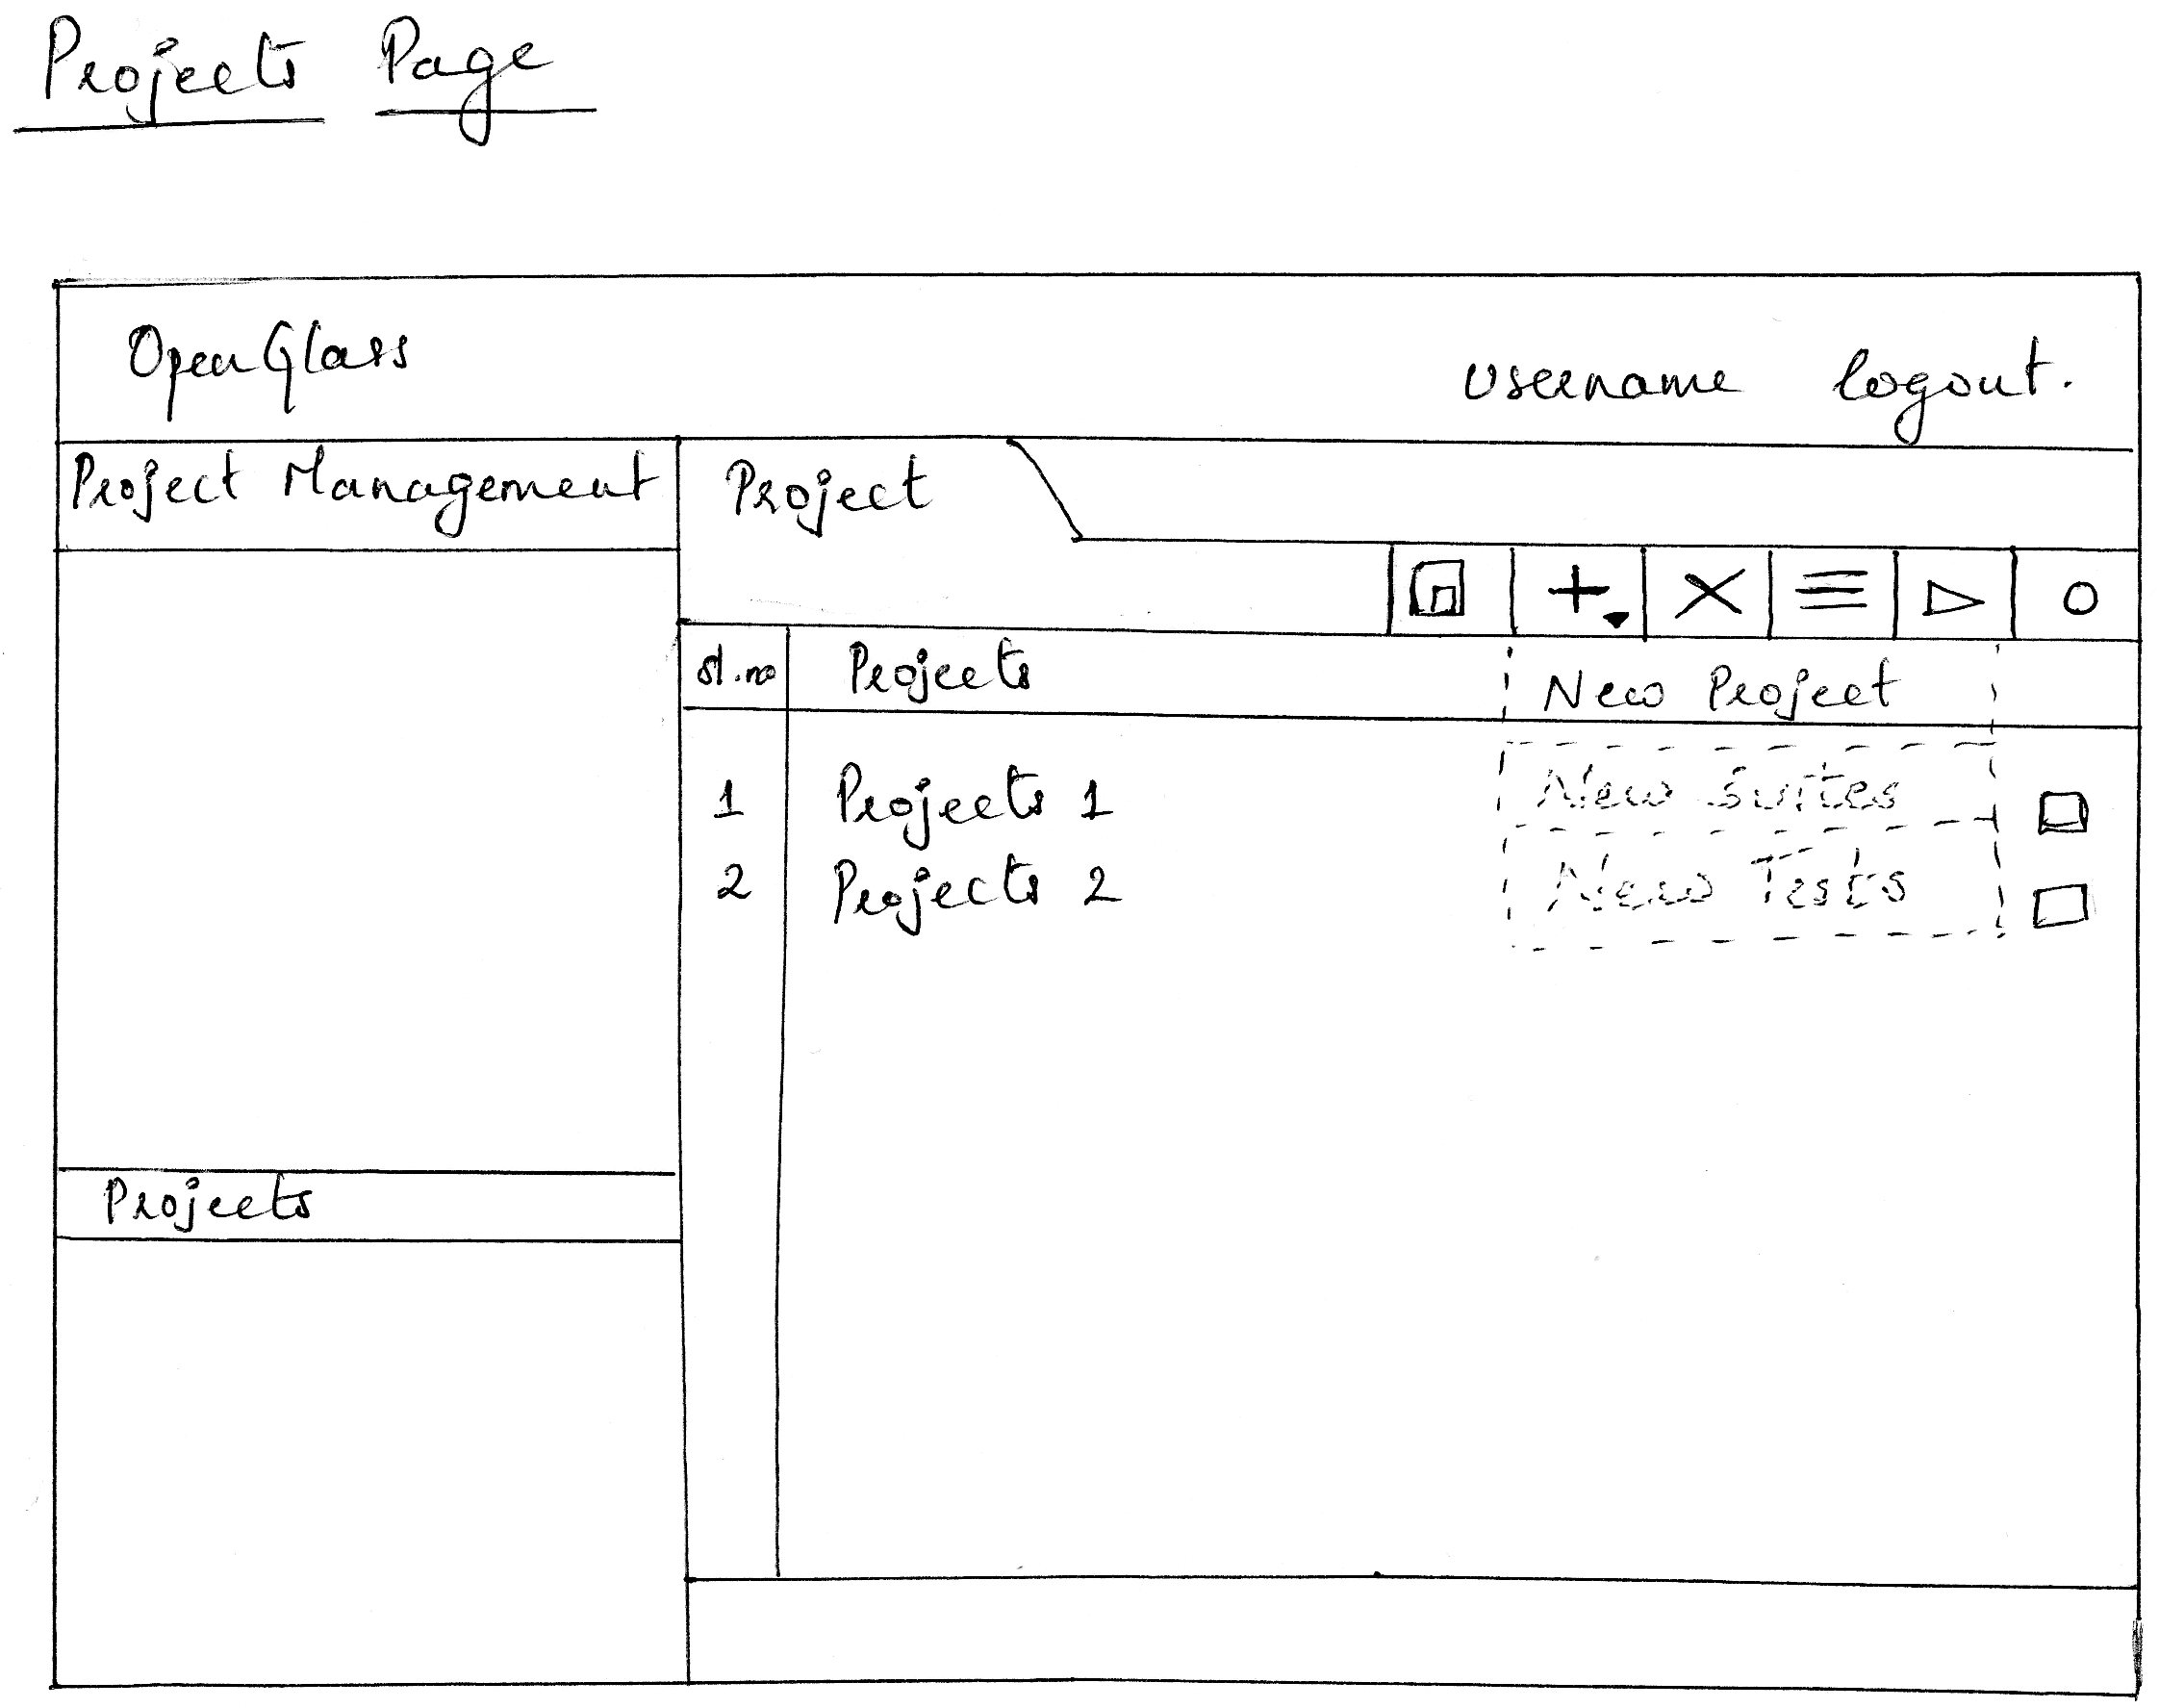 Projects Page
OpenGlass
username logout.
Project Management
Project
sl.no Projects New Project
1 Projects 1 New Suites
2 Projects 2 New Tests
Projects